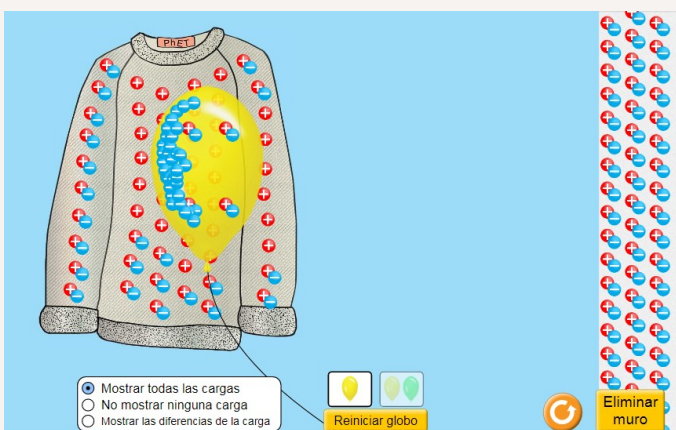 PhET
Mostrar todas las cargas
No mostrar ninguna carga
Mostrar las diferencias de la carga
Reiniciar globo
Eliminar
muro